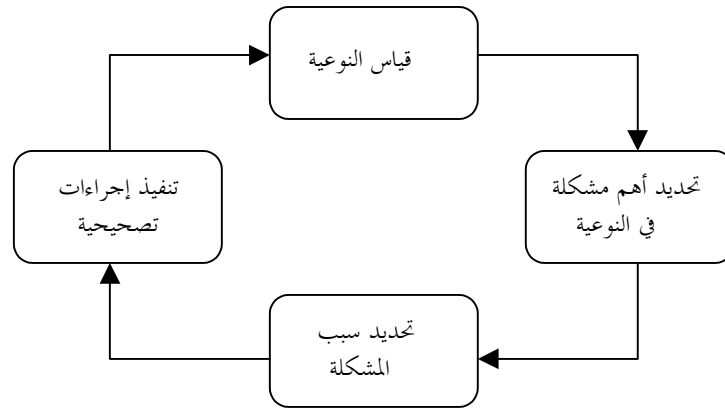 قياس النوعية
تحديد أهم مشكلة
في النوعية
تحديد سبب
المشكلة
تنفيذ إجراءات
تصحيحية